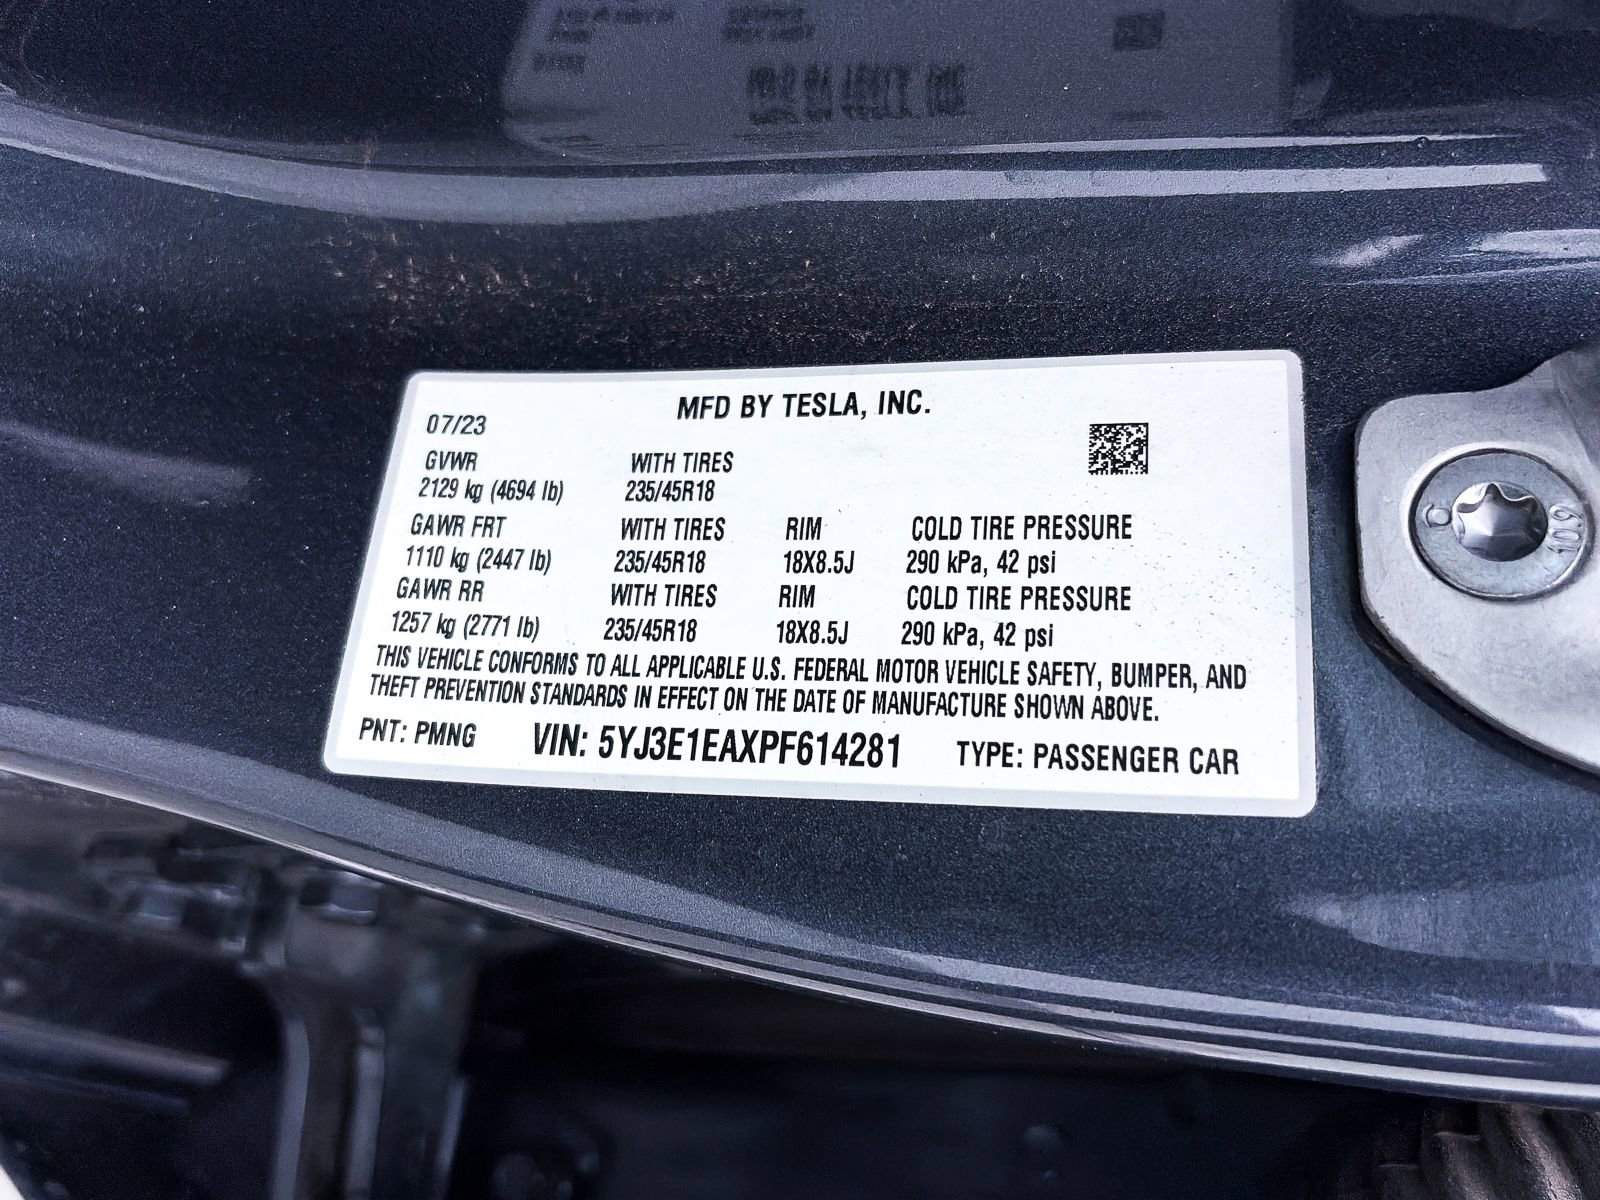 MFD BY TESLA, INC.
07/23
GVWR WITH TIRES
2129 kg (4694 lb) 235/45R18
GAWR FRT WITH TIRES RIM COLD TIRE PRESSURE
1110 kg (2447 lb) 235/45R18 18X8.5J 290 kPa, 42 psi
GAWR RR WITH TIRES RIM COLD TIRE PRESSURE
1257 kg (2771 lb) 235/45R18 18X8.5J 290 kPa, 42 psi
THIS VEHICLE CONFORMS TO ALL APPLICABLE U.S. FEDERAL MOTOR VEHICLE SAFETY, BUMPER, AND
THEFT PREVENTION STANDARDS IN EFFECT ON THE DATE OF MANUFACTURE SHOWN ABOVE.
PNT: PMNG VIN: 5YJ3E1EAXPF614281 TYPE: PASSENGER CAR
10.9